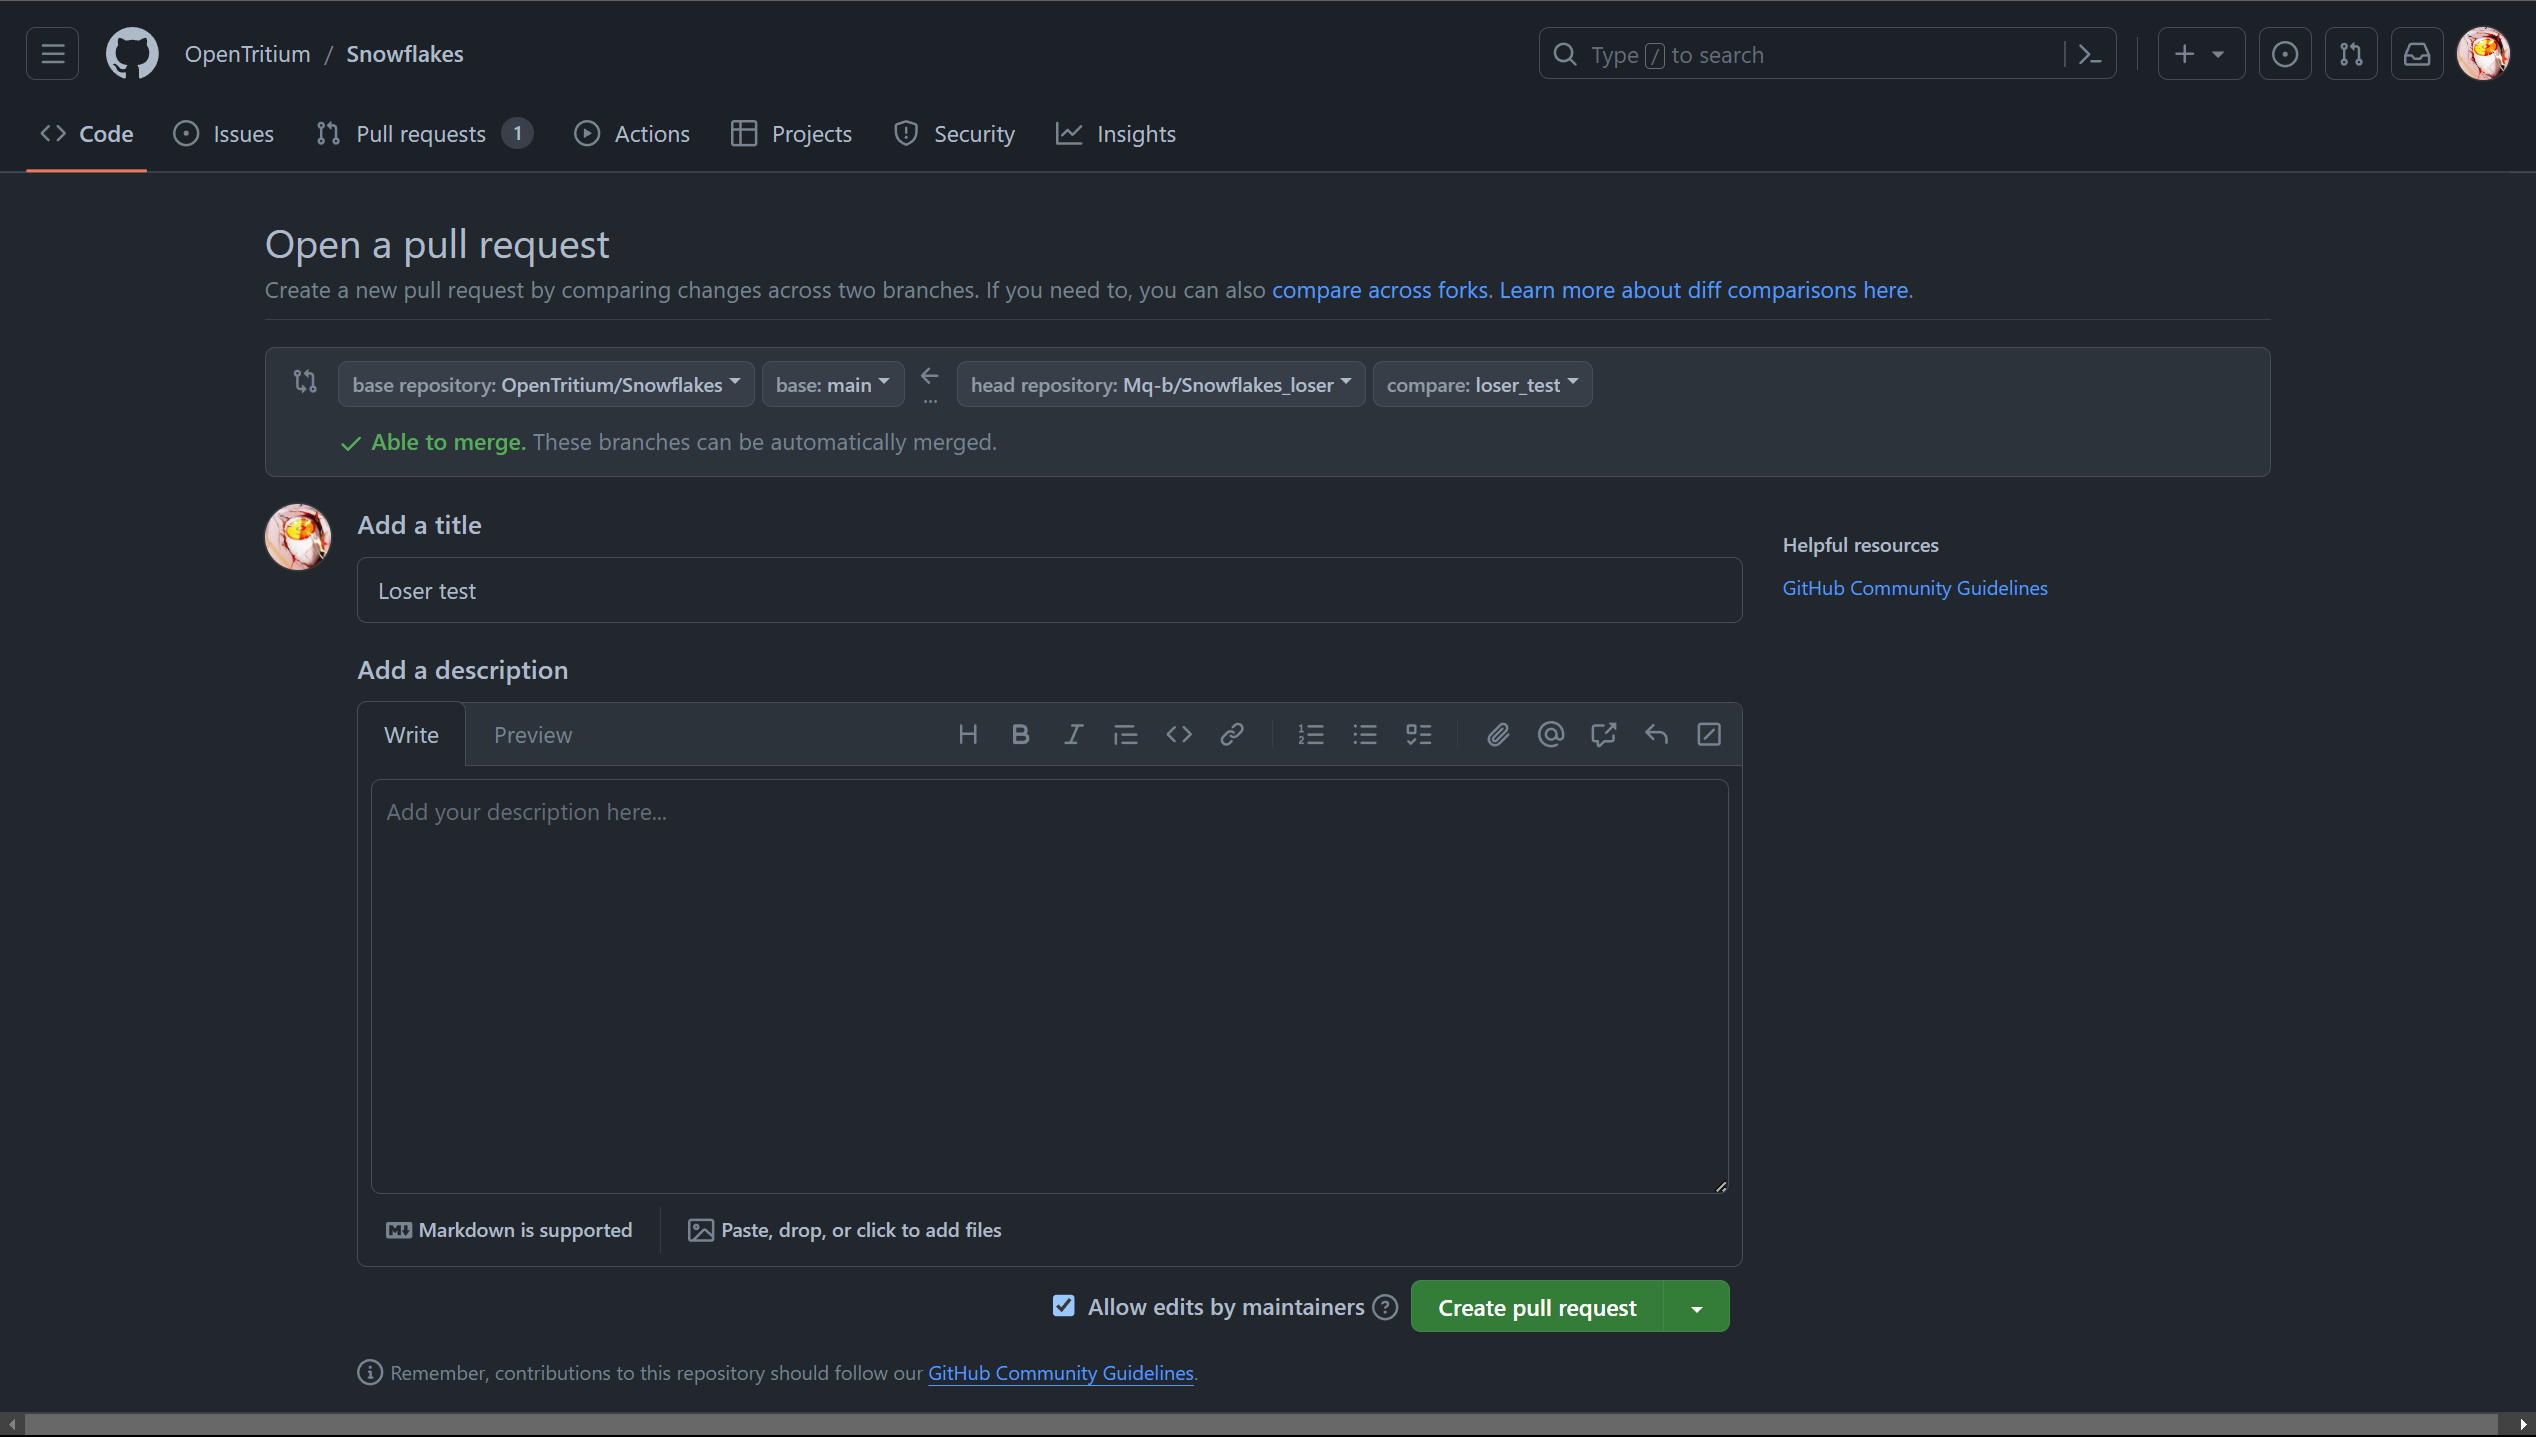 OpenTritium / Snowflakes
Type / to search
Code
Issues
Pull requests 1
Actions
Projects
Security
Insights
Open a pull request
Create a new pull request by comparing changes across two branches. If you need to, you can also compare across forks. Learn more about diff comparisons here.
base repository: OpenTritium/Snowflakes
base: main
...
head repository: Mq-b/Snowflakes_loser
compare: loser_test
Able to merge. These branches can be automatically merged.
Add a title
Loser test
Helpful resources
GitHub Community Guidelines
Add a description
Write
Preview
Add your description here...
Markdown is supported
Paste, drop, or click to add files
Allow edits by maintainers
Create pull request
Remember, contributions to this repository should follow our GitHub Community Guidelines.